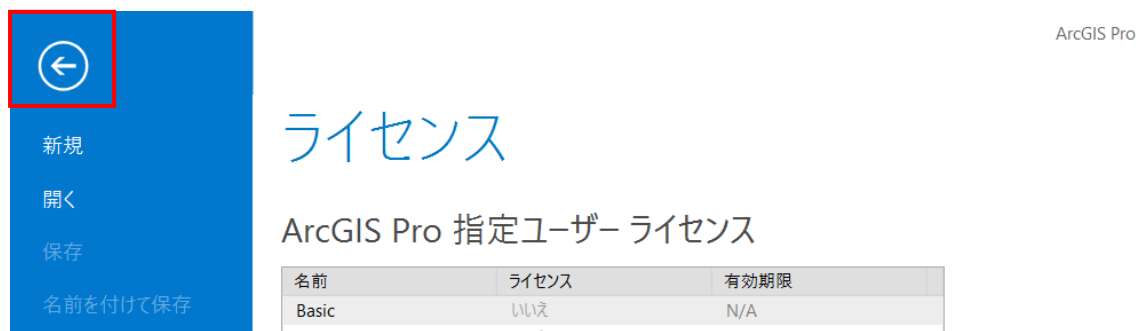 ArcGIS Pro
新規
開く
保存
名前を付けて保存
ライセンス
ArcGIS Pro 指定ユーザー ライセンス
名前 ライセンス 有効期限
Basic いいえ N/A